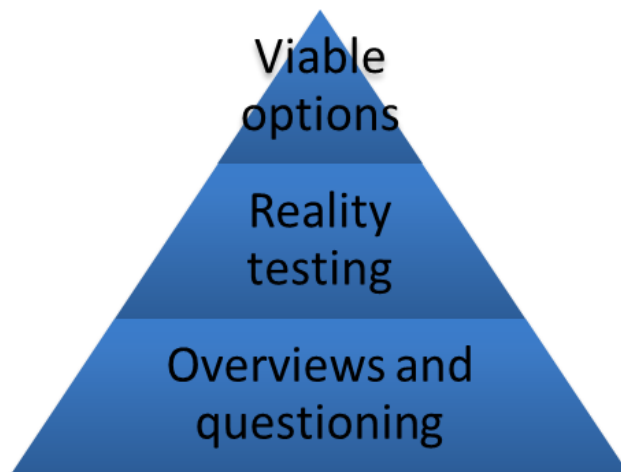 Viable
options
Reality
testing
Overviews and
questioning